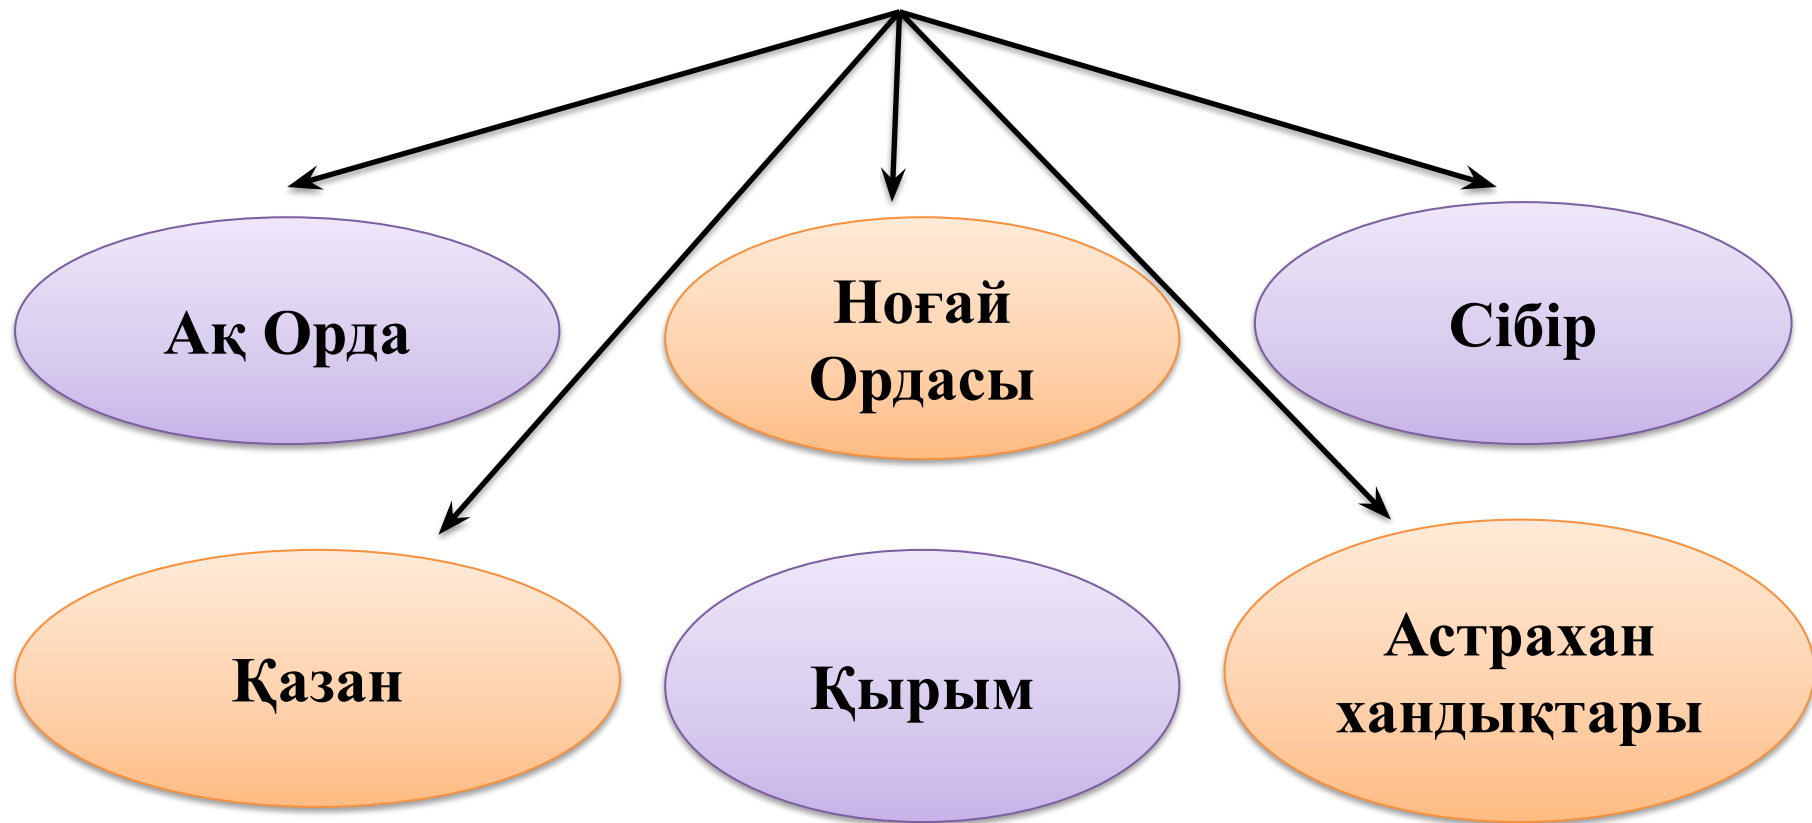 Ақ Орда
Ноғай
Ордасы
Сібір
Қазан
Қырым
Астрахан
хандықтары